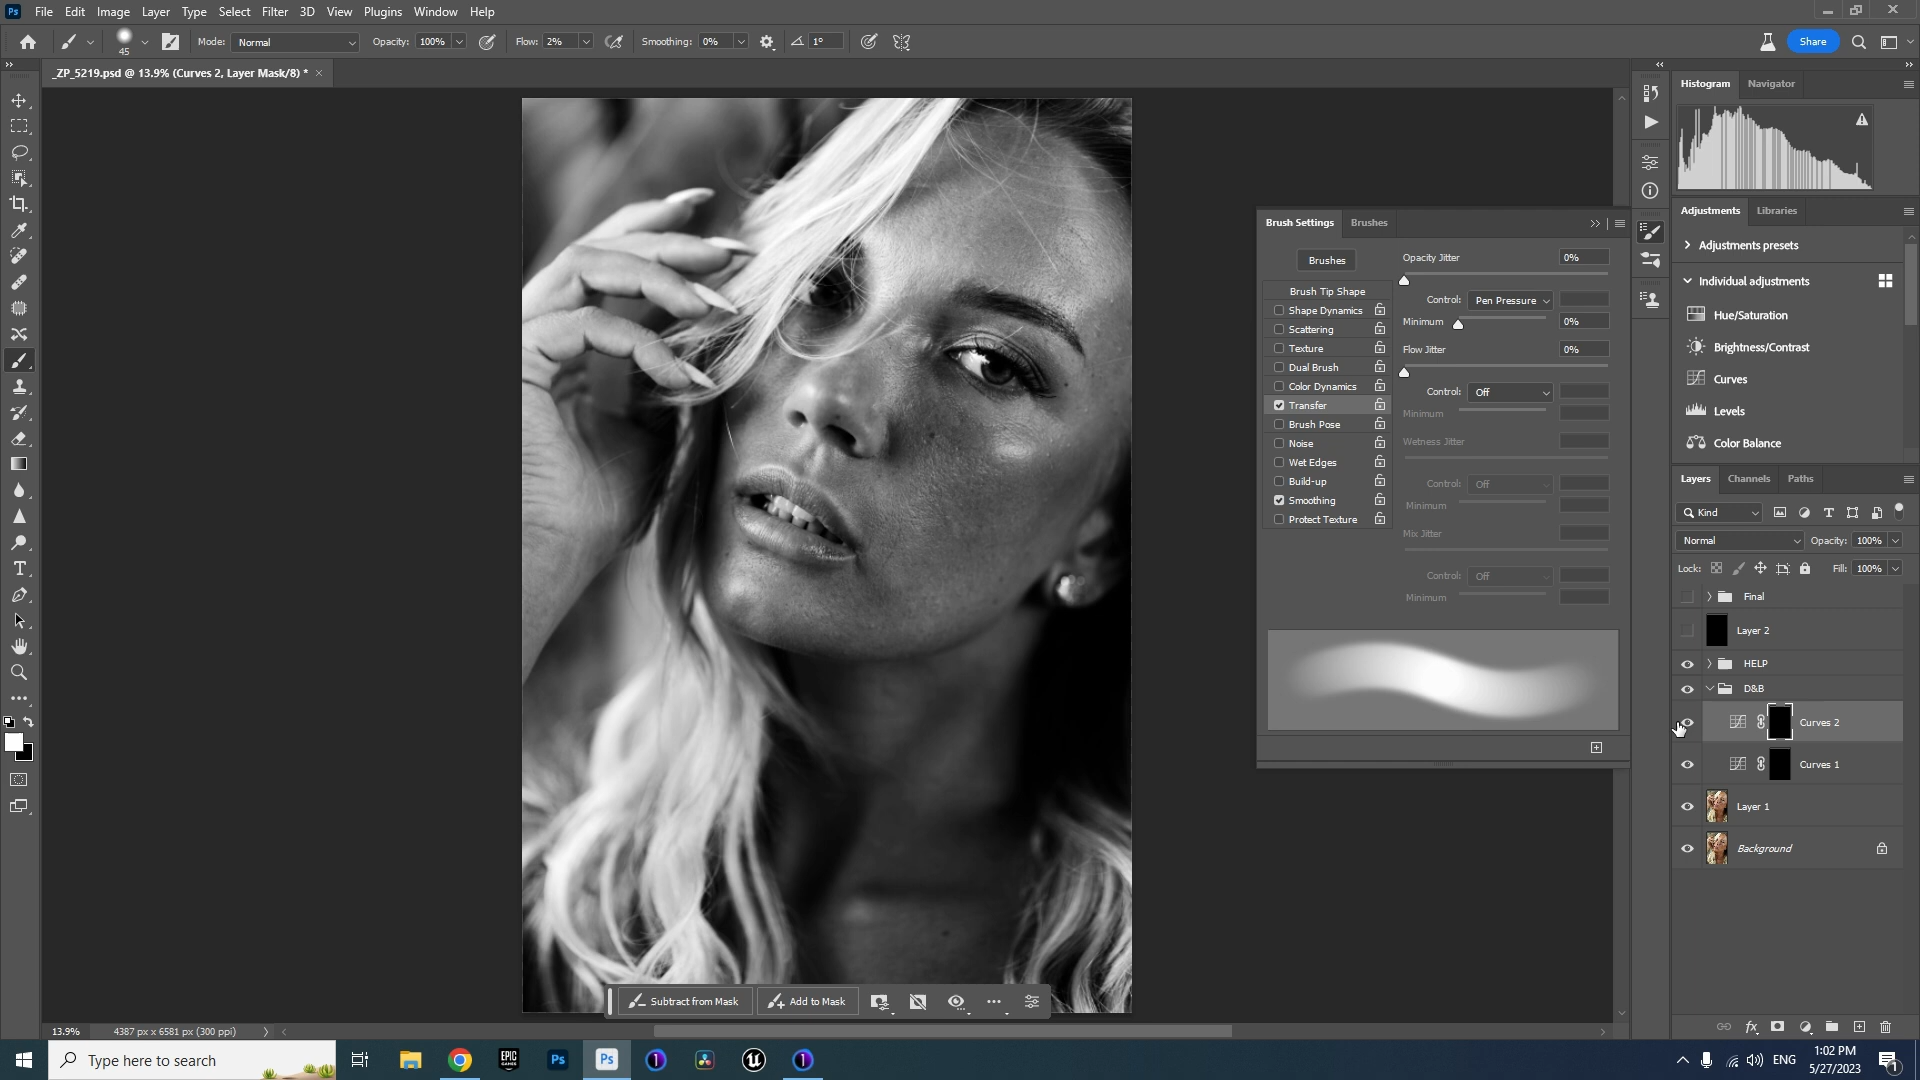 File Edit Image Layer Type Select Filter 3D View Plugins Window Help
45 Mode: Normal Opacity: 100% Flow: 2% Smoothing: 0% 1° Share
_ZP_5219.psd @ 13.9% (Curves 2, Layer Mask/8) *
Histogram Navigator
Adjustments Libraries
Adjustments presets
Individual adjustments
Hue/Saturation
Brightness/Contrast
Curves
Levels
Color Balance
Brush Settings Brushes
Brushes
Brush Tip Shape
Shape Dynamics
Scattering
Texture
Dual Brush
Color Dynamics
Transfer
Brush Pose
Noise
Wet Edges
Build-up
Smoothing
Protect Texture
Opacity Jitter 0%
Control: Pen Pressure
Minimum 0%
Flow Jitter 0%
Control: Off
Minimum
Wetness Jitter
Control: Off
Minimum
Mix Jitter
Control: Off
Minimum
Layers Channels Paths
Kind
Normal Opacity: 100%
Lock: Fill: 100%
Final
Layer 2
HELP
D&B
Curves 2
Curves 1
Layer 1
Background
Subtract from Mask Add to Mask
13.9% 4387 px x 6581 px (300 ppi)
Type here to search
EPIC GAMES
Ps
Ps
ENG
1:02 PM
5/27/2023
1